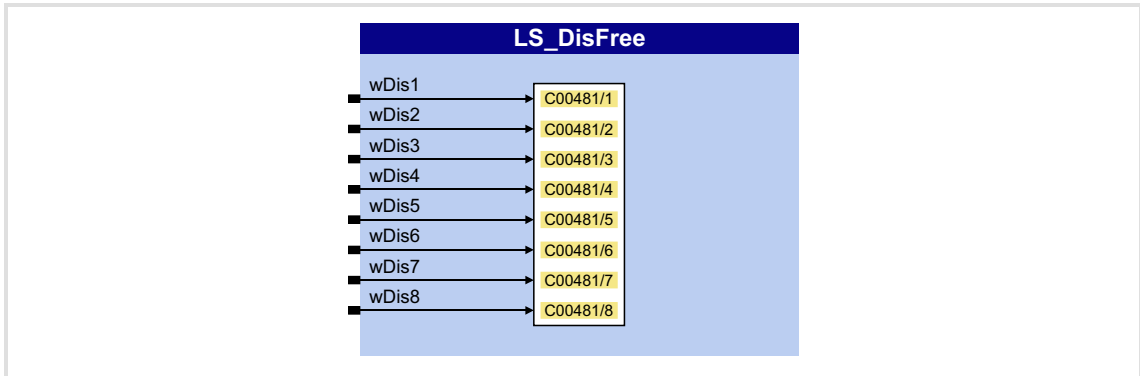 LS_DisFree
wDis1
C00481/1
wDis2
C00481/2
wDis3
C00481/3
wDis4
C00481/4
wDis5
C00481/5
wDis6
C00481/6
wDis7
C00481/7
wDis8
C00481/8